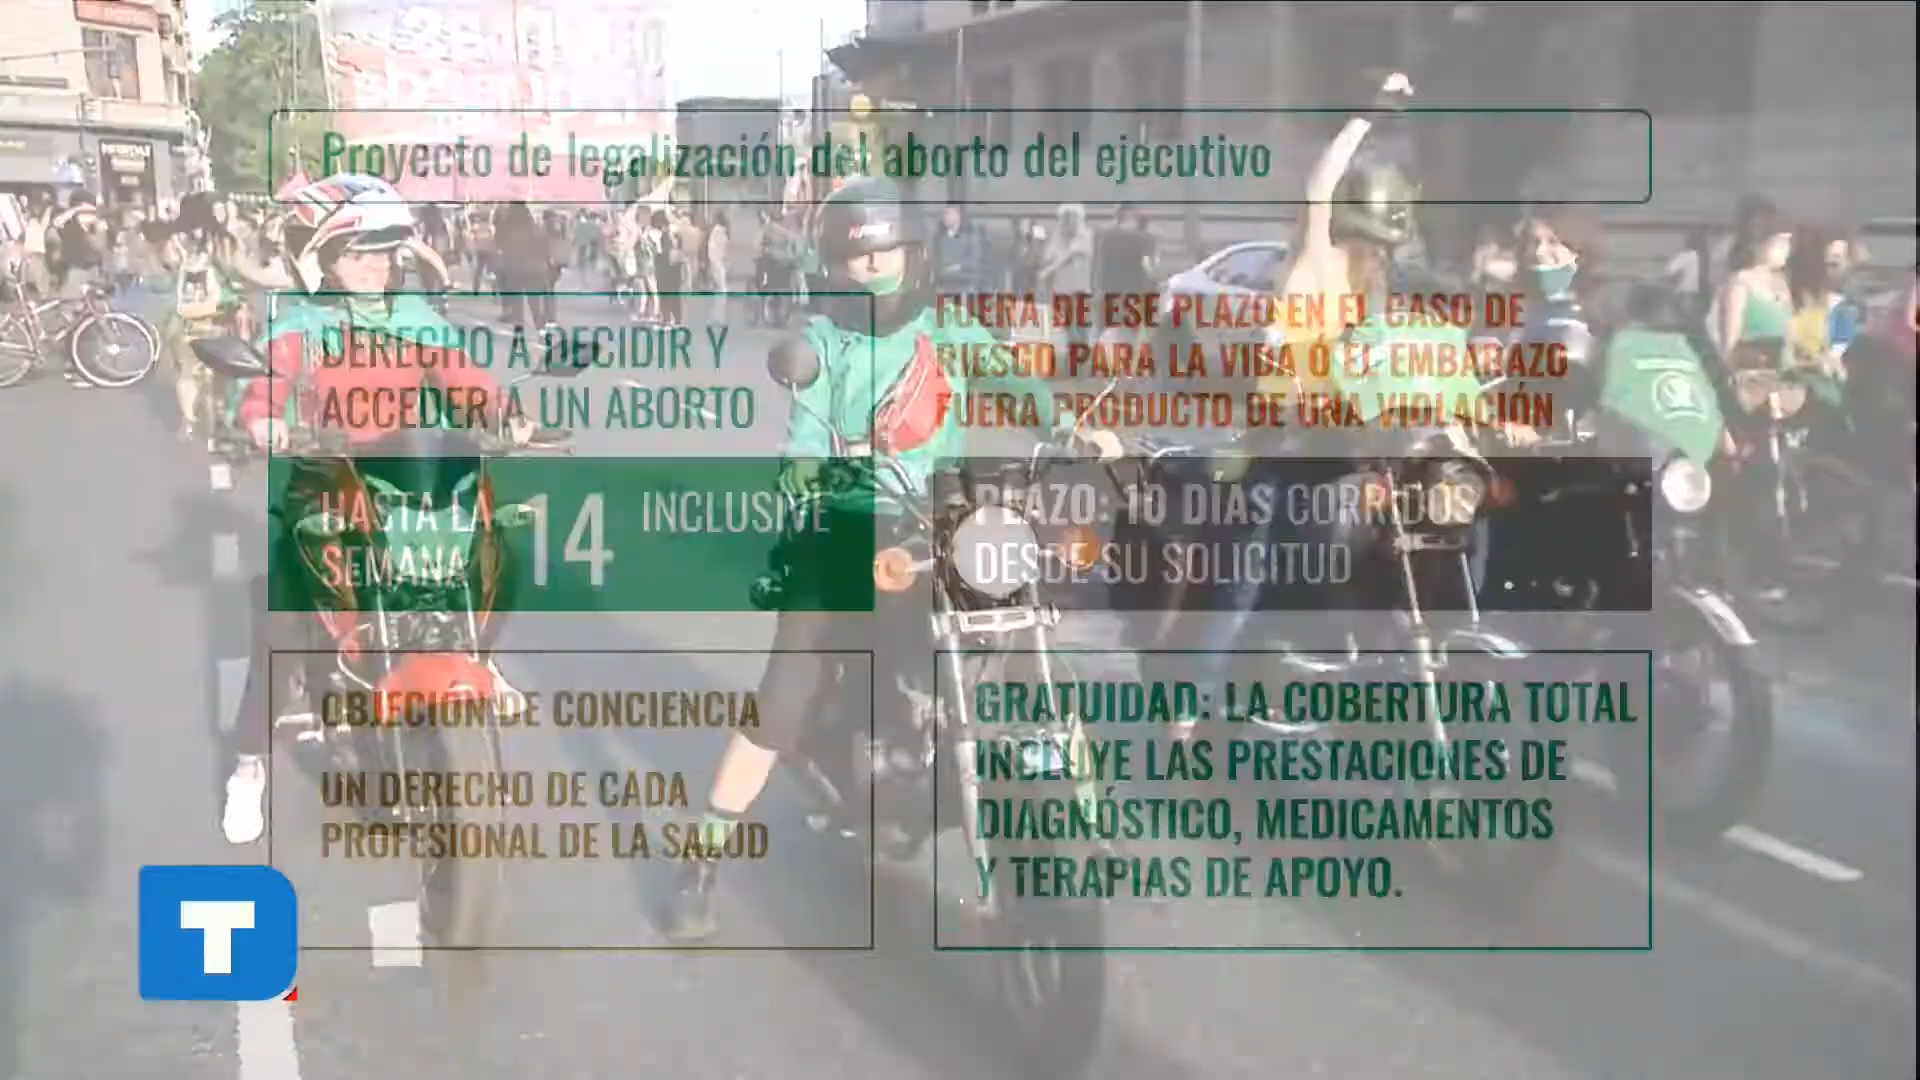 Proyecto de legalización del aborto del ejecutivo
DERECHO A DECIDIR Y
ACCEDER A UN ABORTO
HASTA LA
SEMANA
14
INCLUSIVE
FUERA DE ESE PLAZO EN EL CASO DE
RIESGO PARA LA VIDA O EL EMBARAZO
FUERA PRODUCTO DE UNA VIOLACIÓN
PLAZO: 10 DÍAS CORRIDOS
DESDE SU SOLICITUD
OBJECIÓN DE CONCIENCIA
UN DERECHO DE CADA
PROFESIONAL DE LA SALUD
GRATUIDAD: LA COBERTURA TOTAL
INCLUYE LAS PRESTACIONES DE
DIAGNÓSTICO, MEDICAMENTOS
Y TERAPIAS DE APOYO.
T